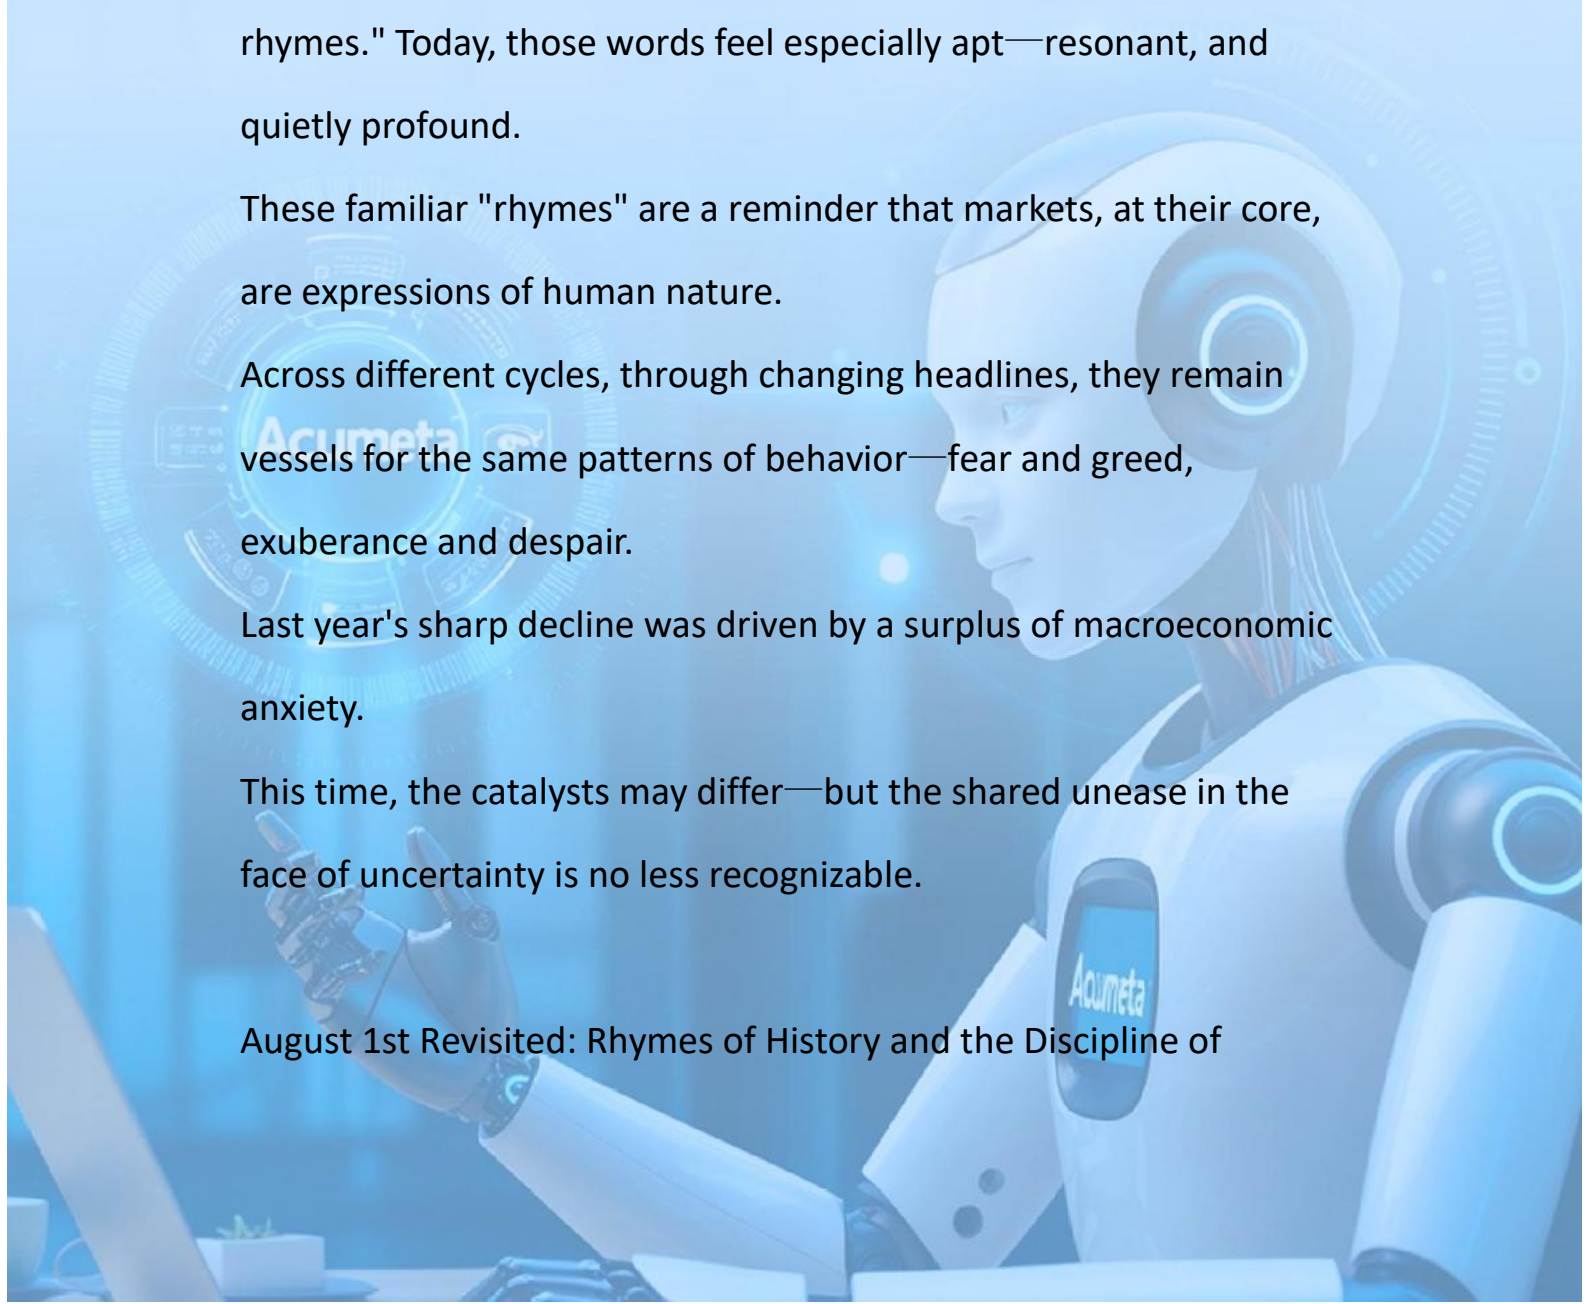 rhymes." Today, those words feel especially apt—resonant, and
quietly profound.
These familiar "rhymes" are a reminder that markets, at their core,
are expressions of human nature.
Across different cycles, through changing headlines, they remain
Acumeta
vessels for the same patterns of behavior—fear and greed,
exuberance and despair.
Last year's sharp decline was driven by a surplus of macroeconomic
anxiety.
This time, the catalysts may differ—but the shared unease in the
face of uncertainty is no less recognizable.
Acumeta
August 1st Revisited: Rhymes of History and the Discipline of